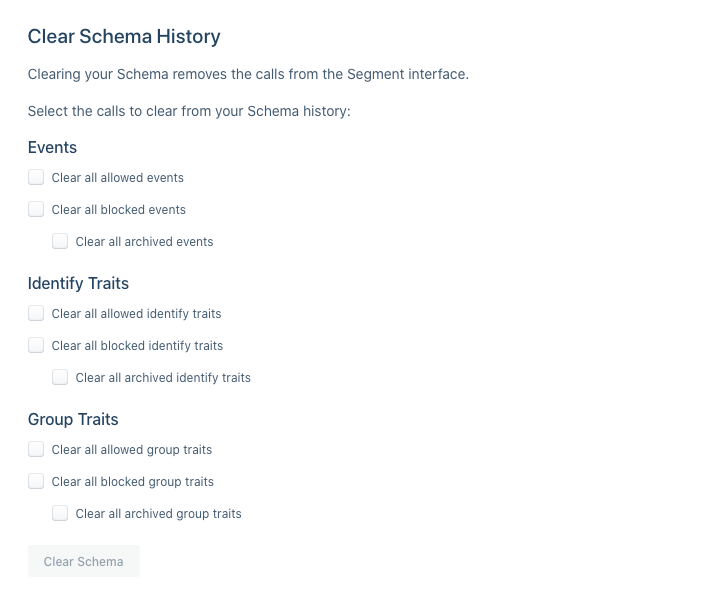 Clear Schema History
Clearing your Schema removes the calls from the Segment interface.
Select the calls to clear from your Schema history:
Events
Clear all allowed events
Clear all blocked events
Clear all archived events
Identify Traits
Clear all allowed identify traits
Clear all blocked identify traits
Clear all archived identify traits
Group Traits
Clear all allowed group traits
Clear all blocked group traits
Clear all archived group traits
Clear Schema